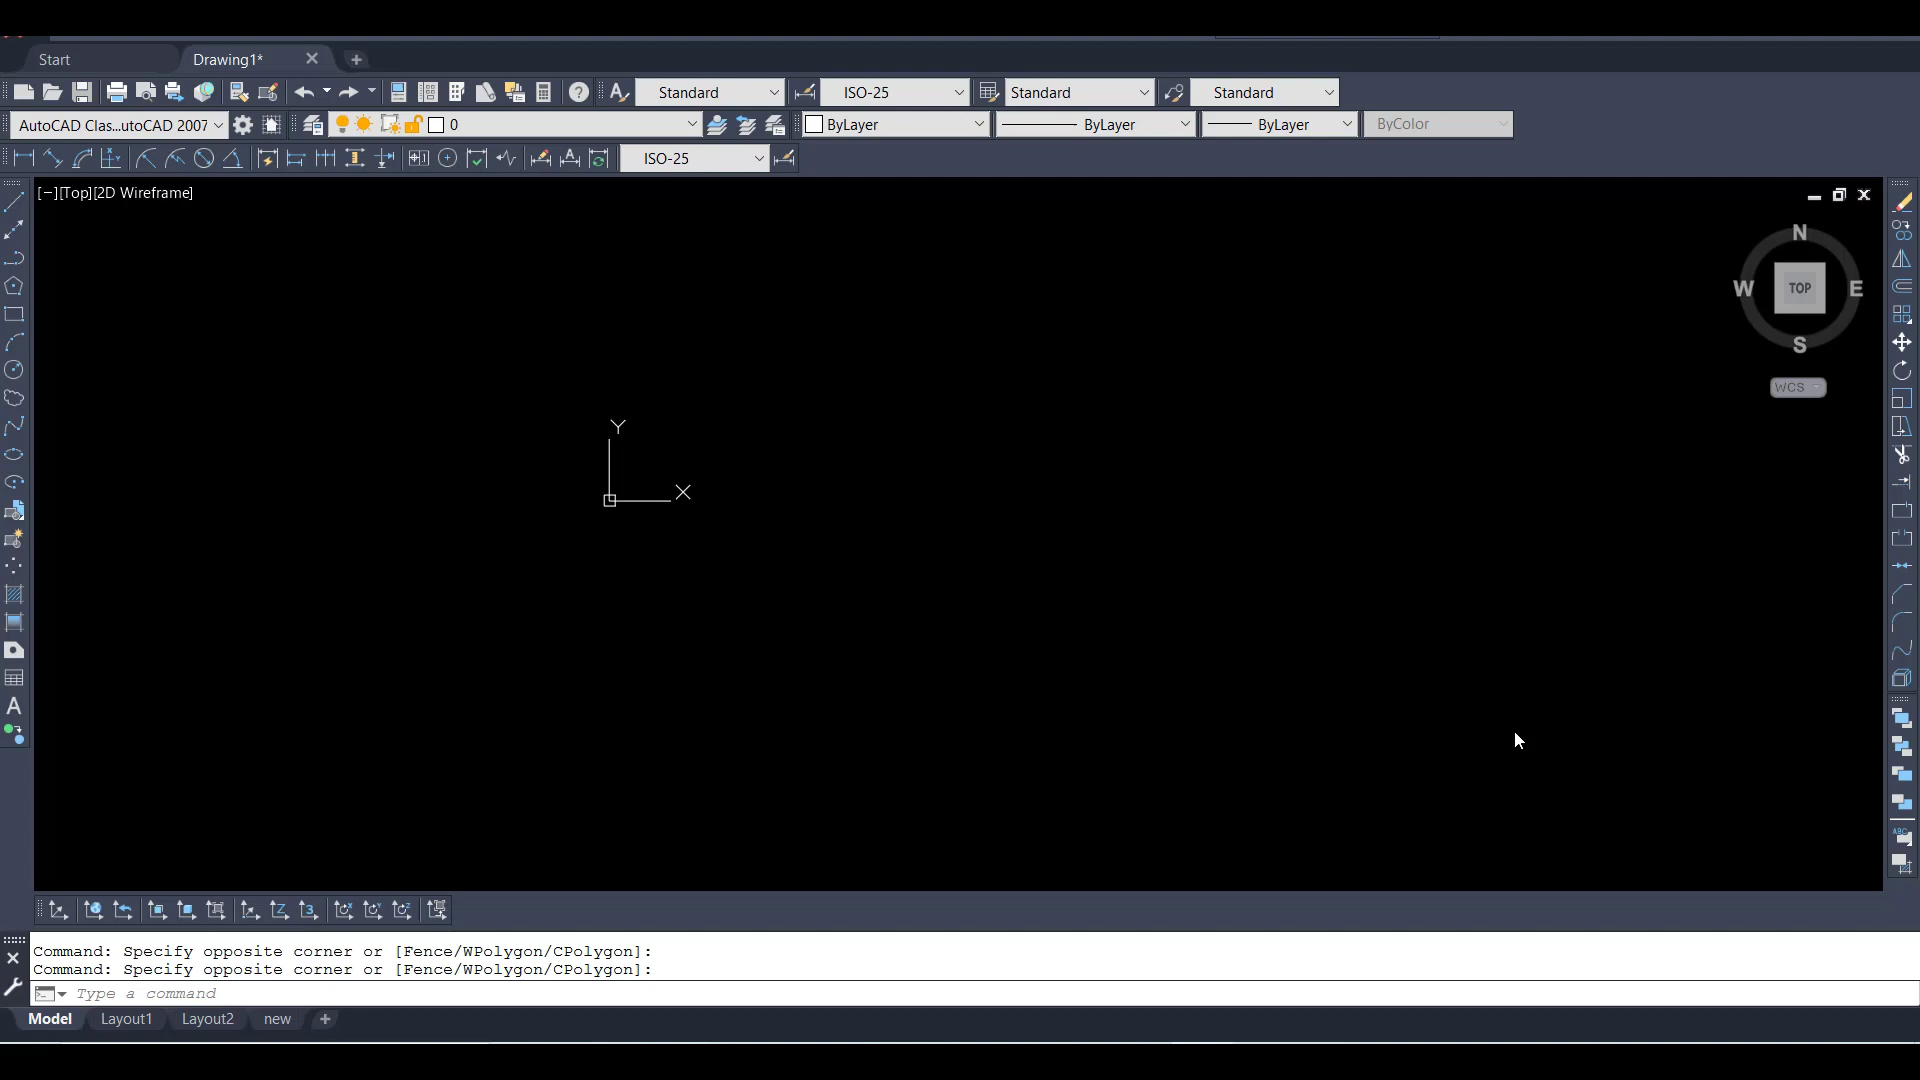 Start
Drawing1*
Standard
ISO-25
Standard
Standard
AutoCAD Clas...utoCAD 2007
0
ByLayer
ByLayer
ByLayer
ByColor
ISO-25
[−][Top][2D Wireframe]
N
W
TOP
E
S
WCS
Y
X
A
ABC
Z
3
Command: Specify opposite corner or [Fence/WPolygon/CPolygon]:
Command: Specify opposite corner or [Fence/WPolygon/CPolygon]:
Type a command
Model
Layout1
Layout2
new